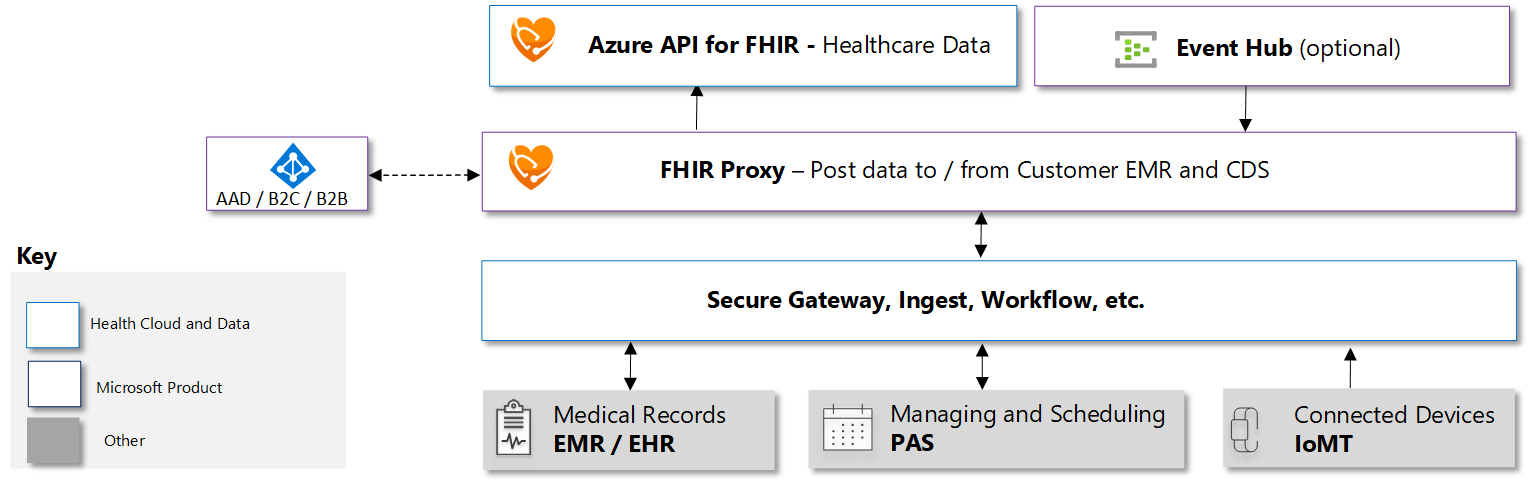 Azure API for FHIR - Healthcare Data
Event Hub (optional)
AAD / B2C / B2B
FHIR Proxy – Post data to / from Customer EMR and CDS
Key
Health Cloud and Data
Microsoft Product
Other
Secure Gateway, Ingest, Workflow, etc.
Medical Records
EMR / EHR
Managing and Scheduling
PAS
Connected Devices
IoMT